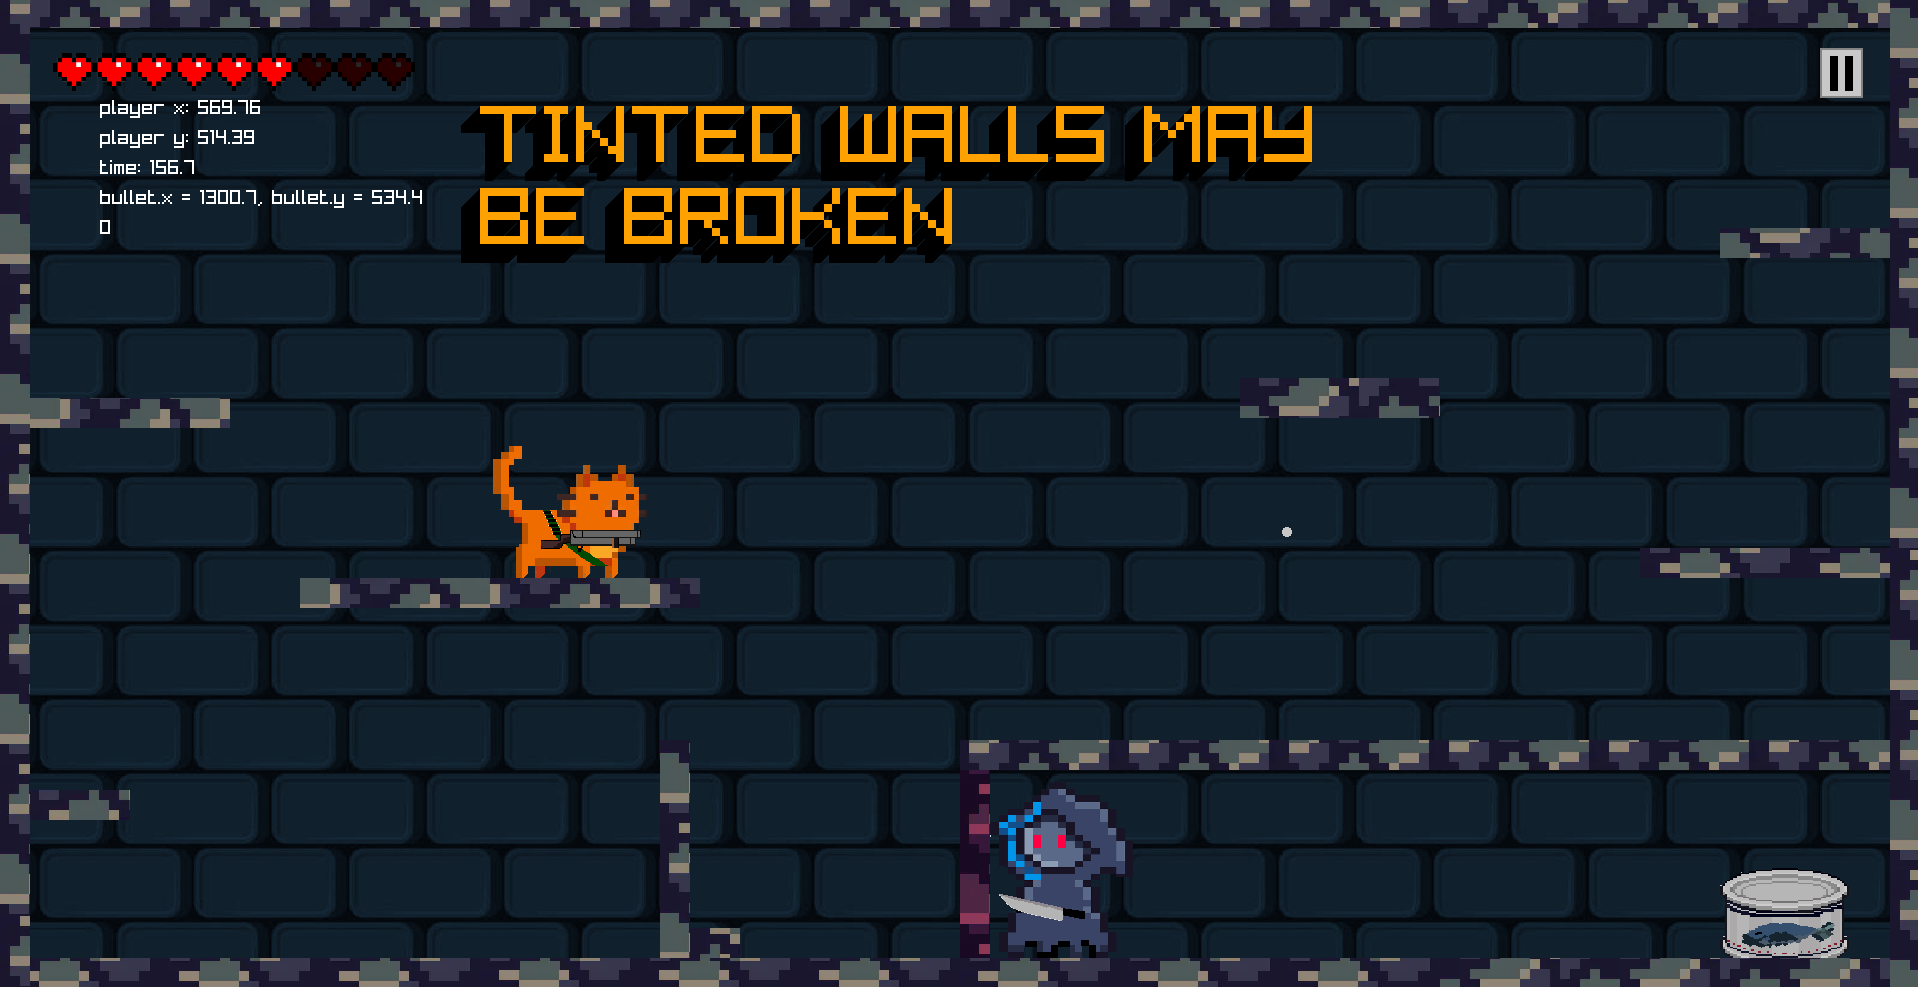 player x: 569.76
player y: 514.39
time: 156.7
bullet.x = 1300.7, bullet.y = 534.4
0
TINTED WALLS MAY
BE BROKEN